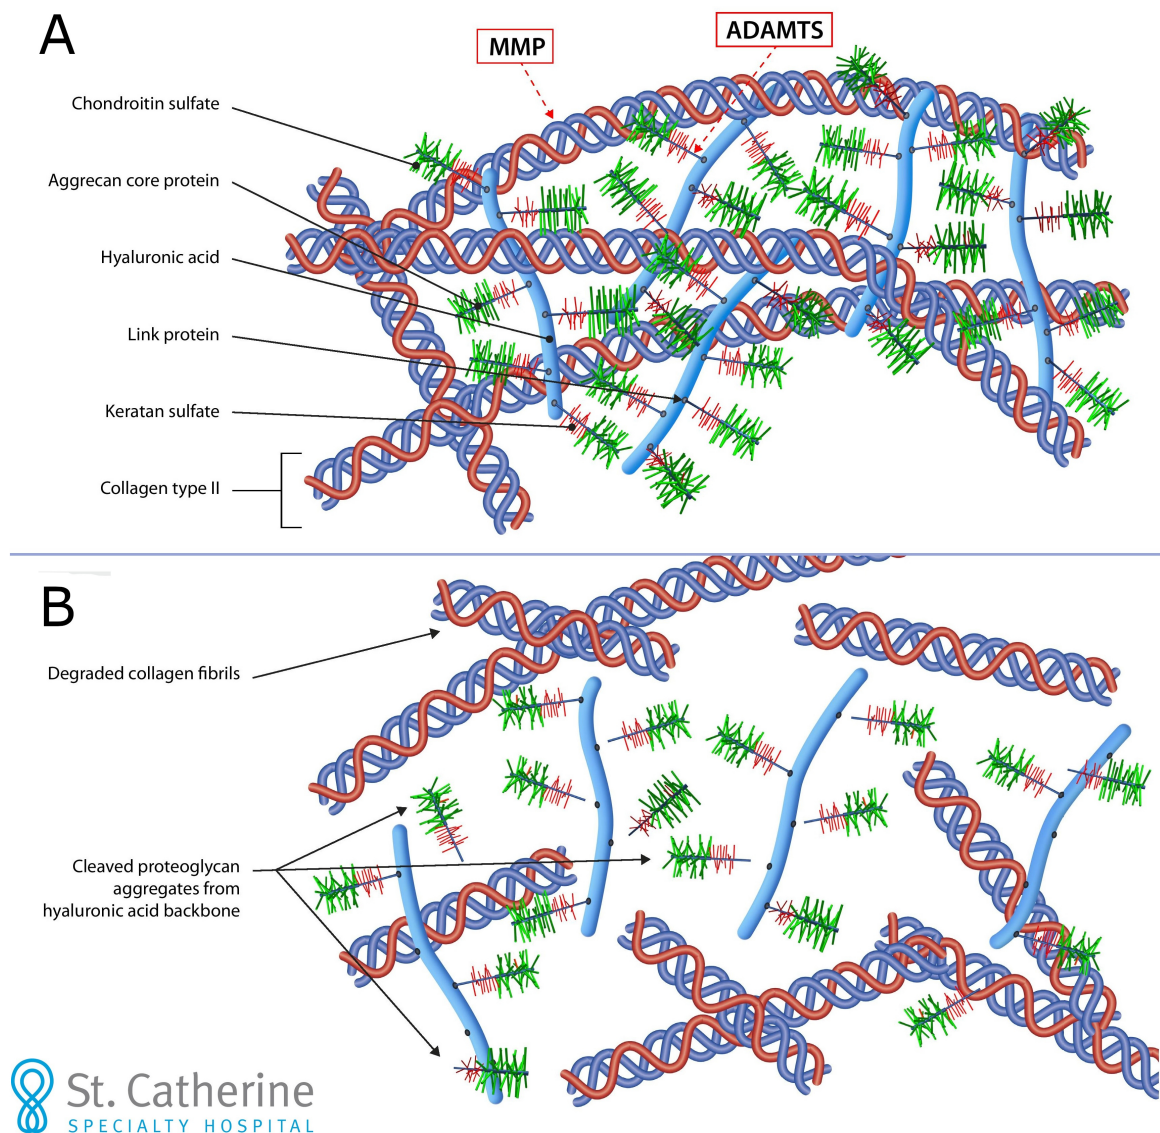 A
MMP
ADAMTS
Chondroitin sulfate
Aggrecan core protein
Hyaluronic acid
Link protein
Keratan sulfate
Collagen type II
B
Degraded collagen fibrils
Cleaved proteoglycan
aggregates from
hyaluronic acid backbone
St. Catherine
SPECIALTY HOSPITAL